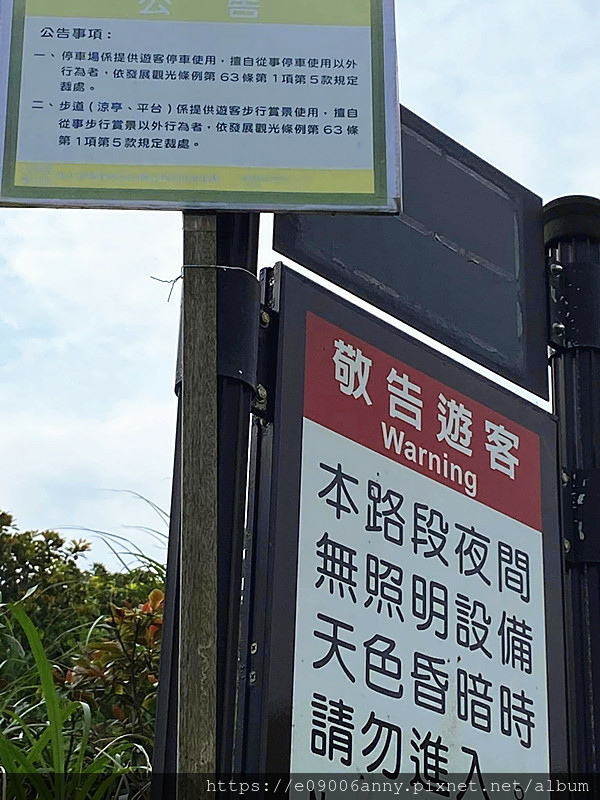 公告
公告事項：
一、停車場係提供遊客停車使用，擅自從事停車使用以外
行為者，依發展觀光條例第63條第1項第5款規定
裁處。
二、步道（涼亭、平台）係提供遊客步行賞景使用，擅自
從事步行賞景以外行為者，依發展觀光條例第63條
第1項第5款規定裁處。
敬告遊客
Warning
本路段夜間
無照明設備
天色昏暗時
請勿進入
https://e09006anny.pixnet.net/album